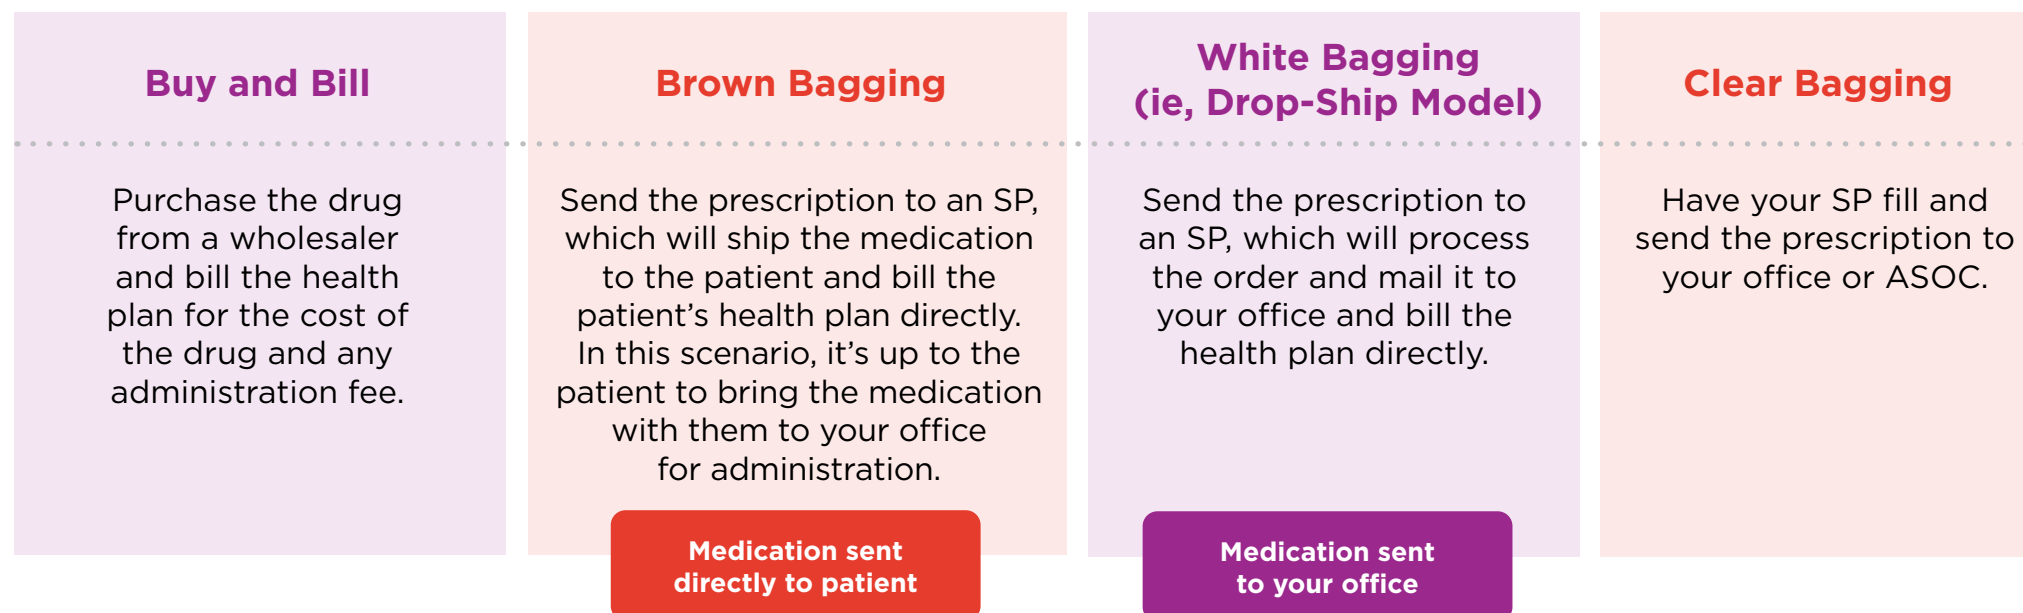 Buy and Bill
Purchase the drug
from a wholesaler
and bill the health
plan for the cost of
the drug and any
administration fee.
Brown Bagging
Send the prescription to an SP,
which will ship the medication
to the patient and bill the
patient’s health plan directly.
In this scenario, it’s up to the
patient to bring the medication
with them to your office
for administration.
Medication sent
directly to patient
White Bagging
(ie, Drop-Ship Model)
Send the prescription to
an SP, which will process
the order and mail it to
your office and bill the
health plan directly.
Medication sent
to your office
Clear Bagging
Have your SP fill and
send the prescription to
your office or ASOC.